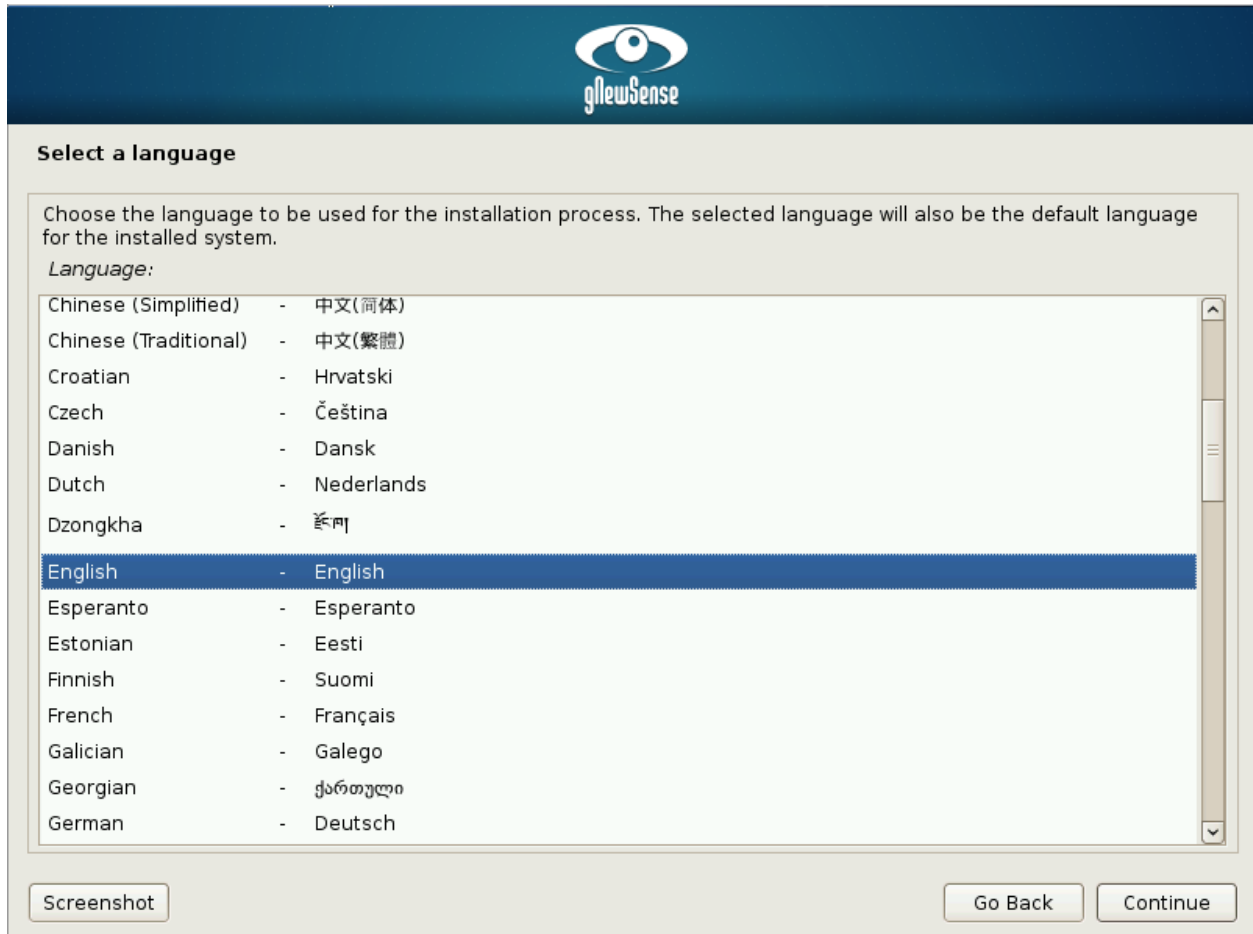 gNewSense
Select a language
Choose the language to be used for the installation process. The selected language will also be the default language
for the installed system.
Language:
Chinese (Simplified) - 中文(简体)
Chinese (Traditional) - 中文(繁體)
Croatian - Hrvatski
Czech - Čeština
Danish - Dansk
Dutch - Nederlands
Dzongkha - རྫོང་ཁ།
English - English
Esperanto - Esperanto
Estonian - Eesti
Finnish - Suomi
French - Français
Galician - Galego
Georgian - ქართული
German - Deutsch
Screenshot Go Back Continue